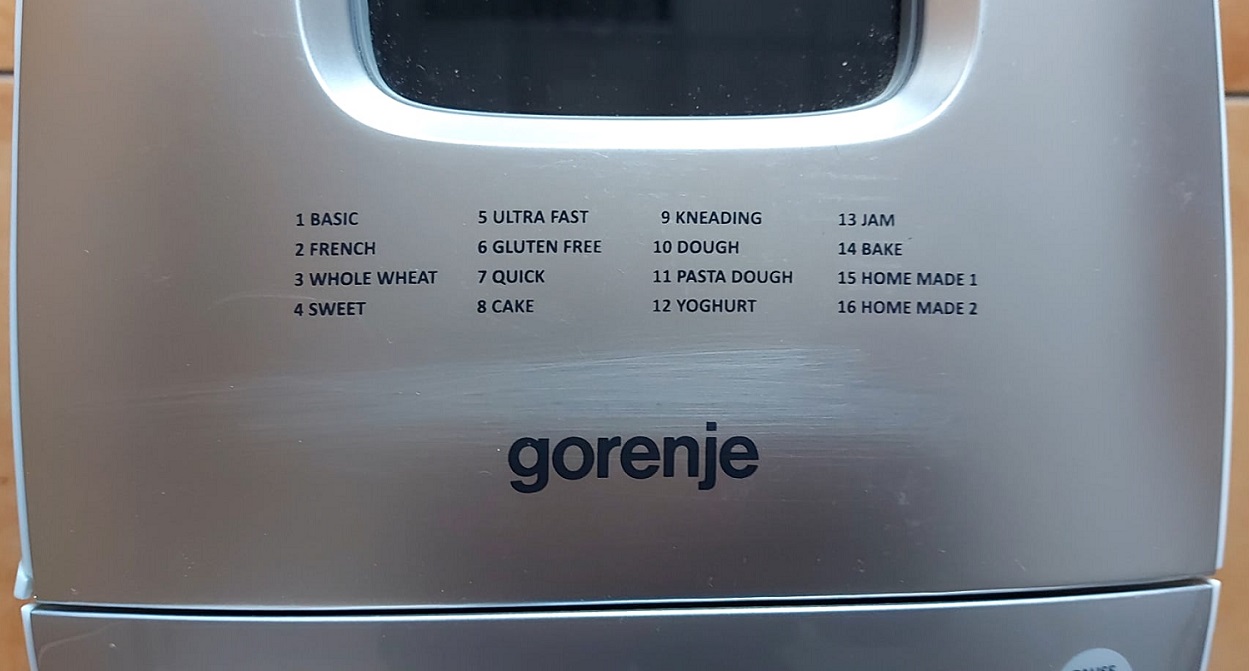 1 BASIC
2 FRENCH
3 WHOLE WHEAT
4 SWEET
5 ULTRA FAST
6 GLUTEN FREE
7 QUICK
8 CAKE
9 KNEADING
10 DOUGH
11 PASTA DOUGH
12 YOGHURT
13 JAM
14 BAKE
15 HOME MADE 1
16 HOME MADE 2
gorenje